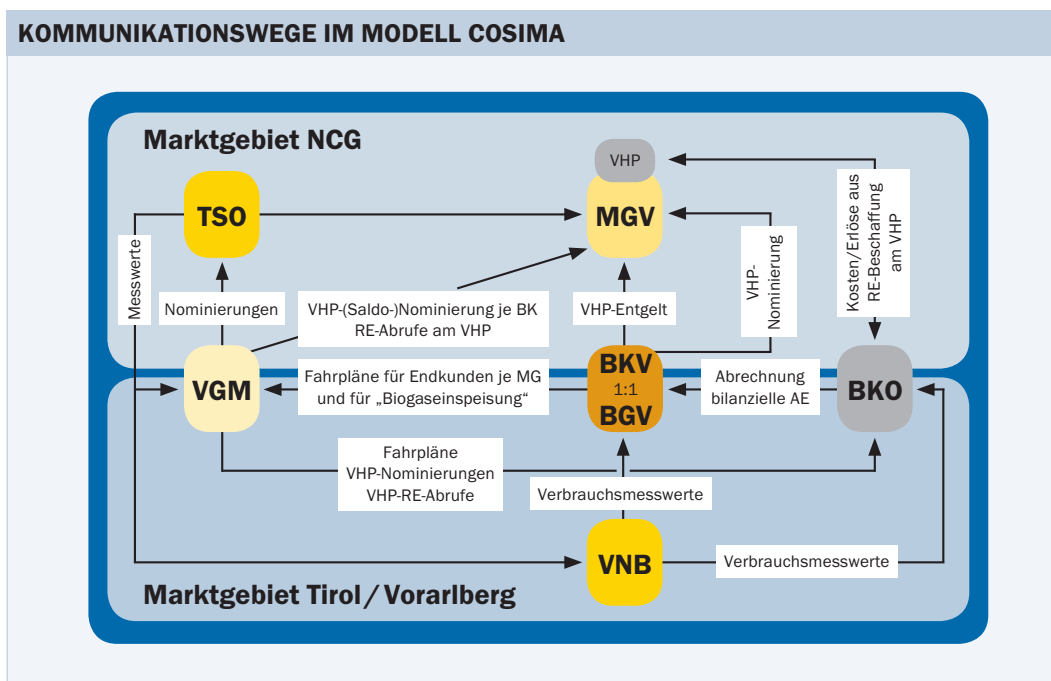 KOMMUNIKATIONSWEGE IM MODELL COSIMA
Marktgebiet NCG
VHP
TSO
MGV
Messwerte
Nominierungen
VHP-(Saldo-)Nominierung je BK
RE-Abrufe am VHP
VHP-Entgelt
VHP-
Nominierung
Kosten/Erlöse aus
RE-Beschaffung
am VHP
VGM
Fahrpläne für Endkunden je MG
und für „Biogaseinspeisung“
BKV
1:1
BGV
Abrechnung
bilanzielle AE
BKO
Fahrpläne
VHP-Nominierungen
VHP-RE-Abrufe
Verbrauchsmesswerte
VNB
Verbrauchsmesswerte
Marktgebiet Tirol/Vorarlberg